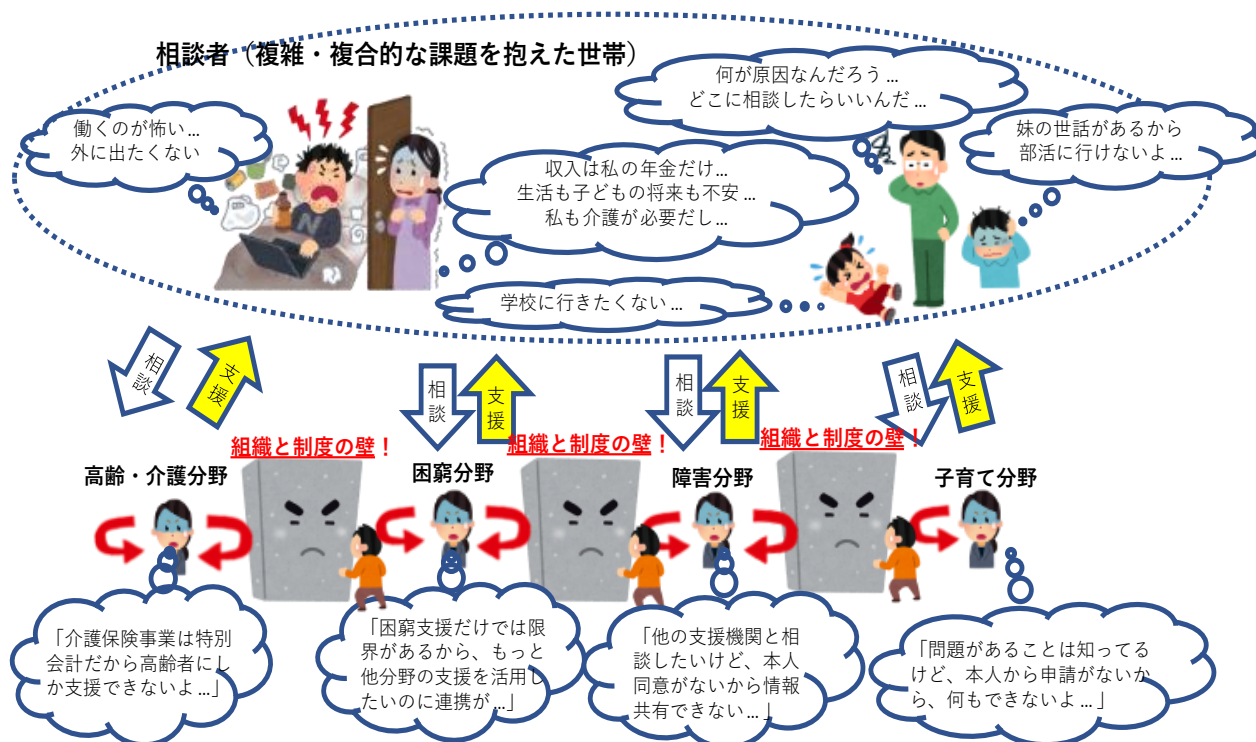 相談者（複雑・複合的な課題を抱えた世帯）
何が原因なんだろう…
どこに相談したらいいんだ…
働くのが怖い…
外に出たくない
妹の世話があるから
部活に行けないよ…
収入は私の年金だけ…
生活も子どもの将来も不安…
私も介護が必要だし…
学校に行きたくない…
相談
支援
相談
支援
相談
支援
相談
支援
組織と制度の壁！
組織と制度の壁！
組織と制度の壁！
高齢・介護分野
困窮分野
障害分野
子育て分野
「介護保険事業は特別
会計だから高齢者にし
か支援できないよ…」
「困窮支援だけでは限
界があるから、もっと
他分野の支援を活用し
たいのに連携が…」
「他の支援機関と相
談したいけど、本人
同意がないから情報
共有できない…」
「問題があることは知ってる
けど、本人から申請がないか
ら、何もできないよ…」